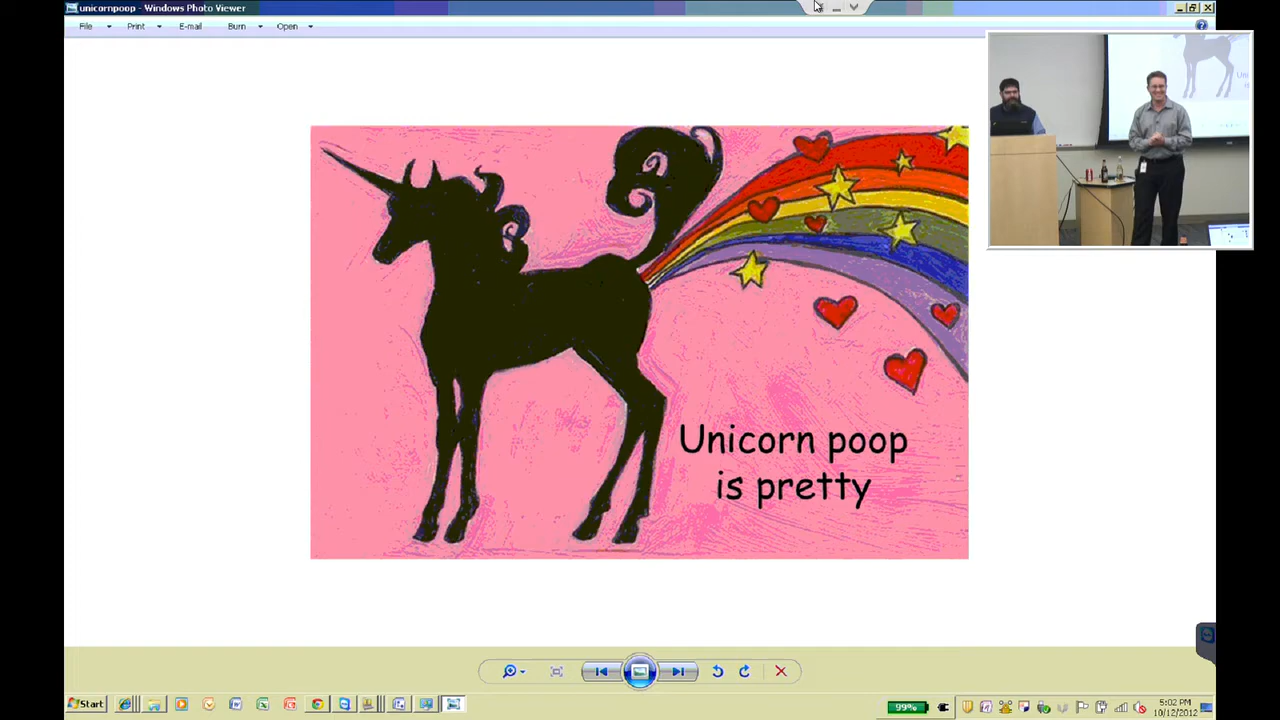 unicornpoop - Windows Photo Viewer
File Print E-mail Burn Open
Unicorn poop
is pretty
Start
99%
5:02 PM
10/12/2012